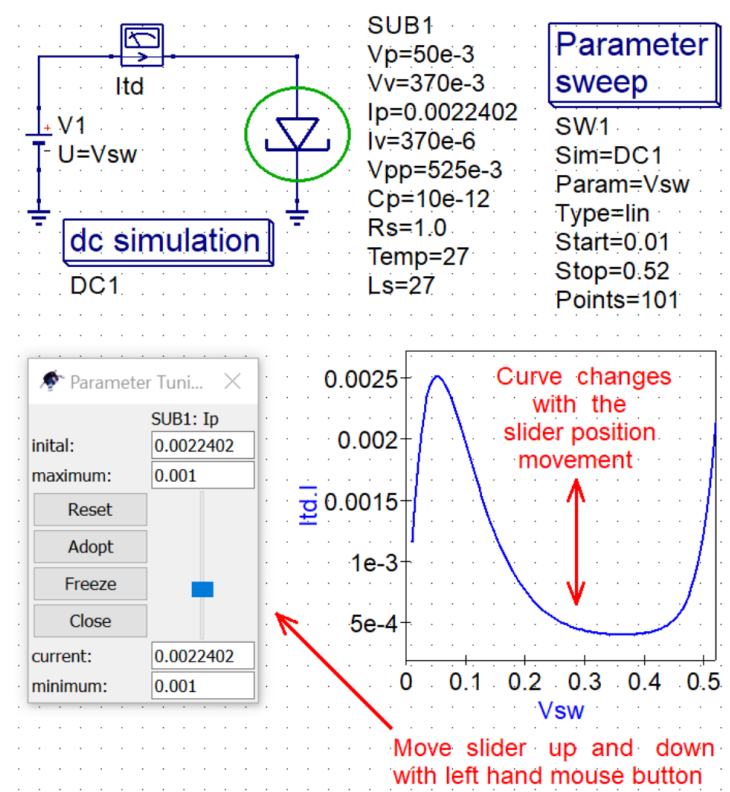 Itd
V1
U=Vsw
dc simulation
DC1
SUB1
Vp=50e-3
Vv=370e-3
Ip=0.0022402
Iv=370e-6
Vpp=525e-3
Cp=10e-12
Rs=1.0
Temp=27
Ls=27
Parameter
sweep
SW1
Sim=DC1
Param=Vsw
Type=lin
Start=0.01
Stop=0.52
Points=101
Parameter Tuni...
SUB1: Ip
inital:
0.0022402
maximum:
0.001
Reset
Adopt
Freeze
Close
current:
0.0022402
minimum:
0.001
Itd.I
0.0025
0.002
0.0015
1e-3
5e-4
0 0.1 0.2 0.3 0.4 0.5
Vsw
Curve changes
with the
slider position
movement
Move slider up and down
with left hand mouse button